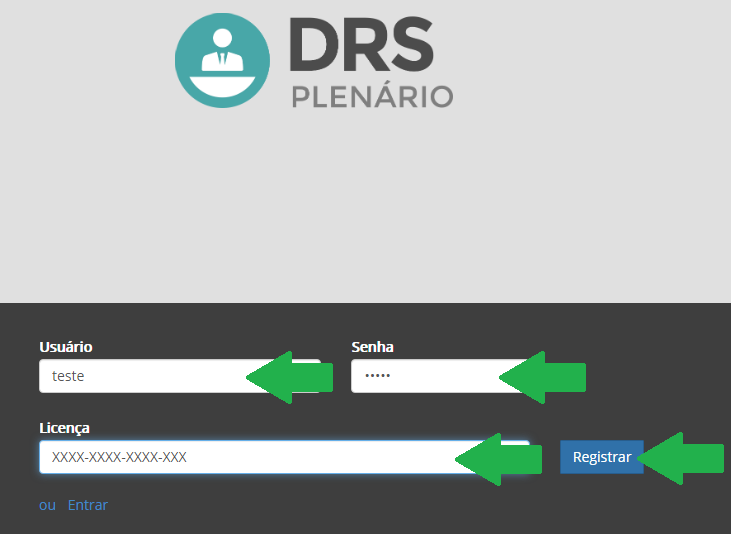 DRS
PLENÁRIO
Usuário Senha
teste •••••
Licença
XXXX-XXXX-XXXX-XXX Registrar
ou Entrar